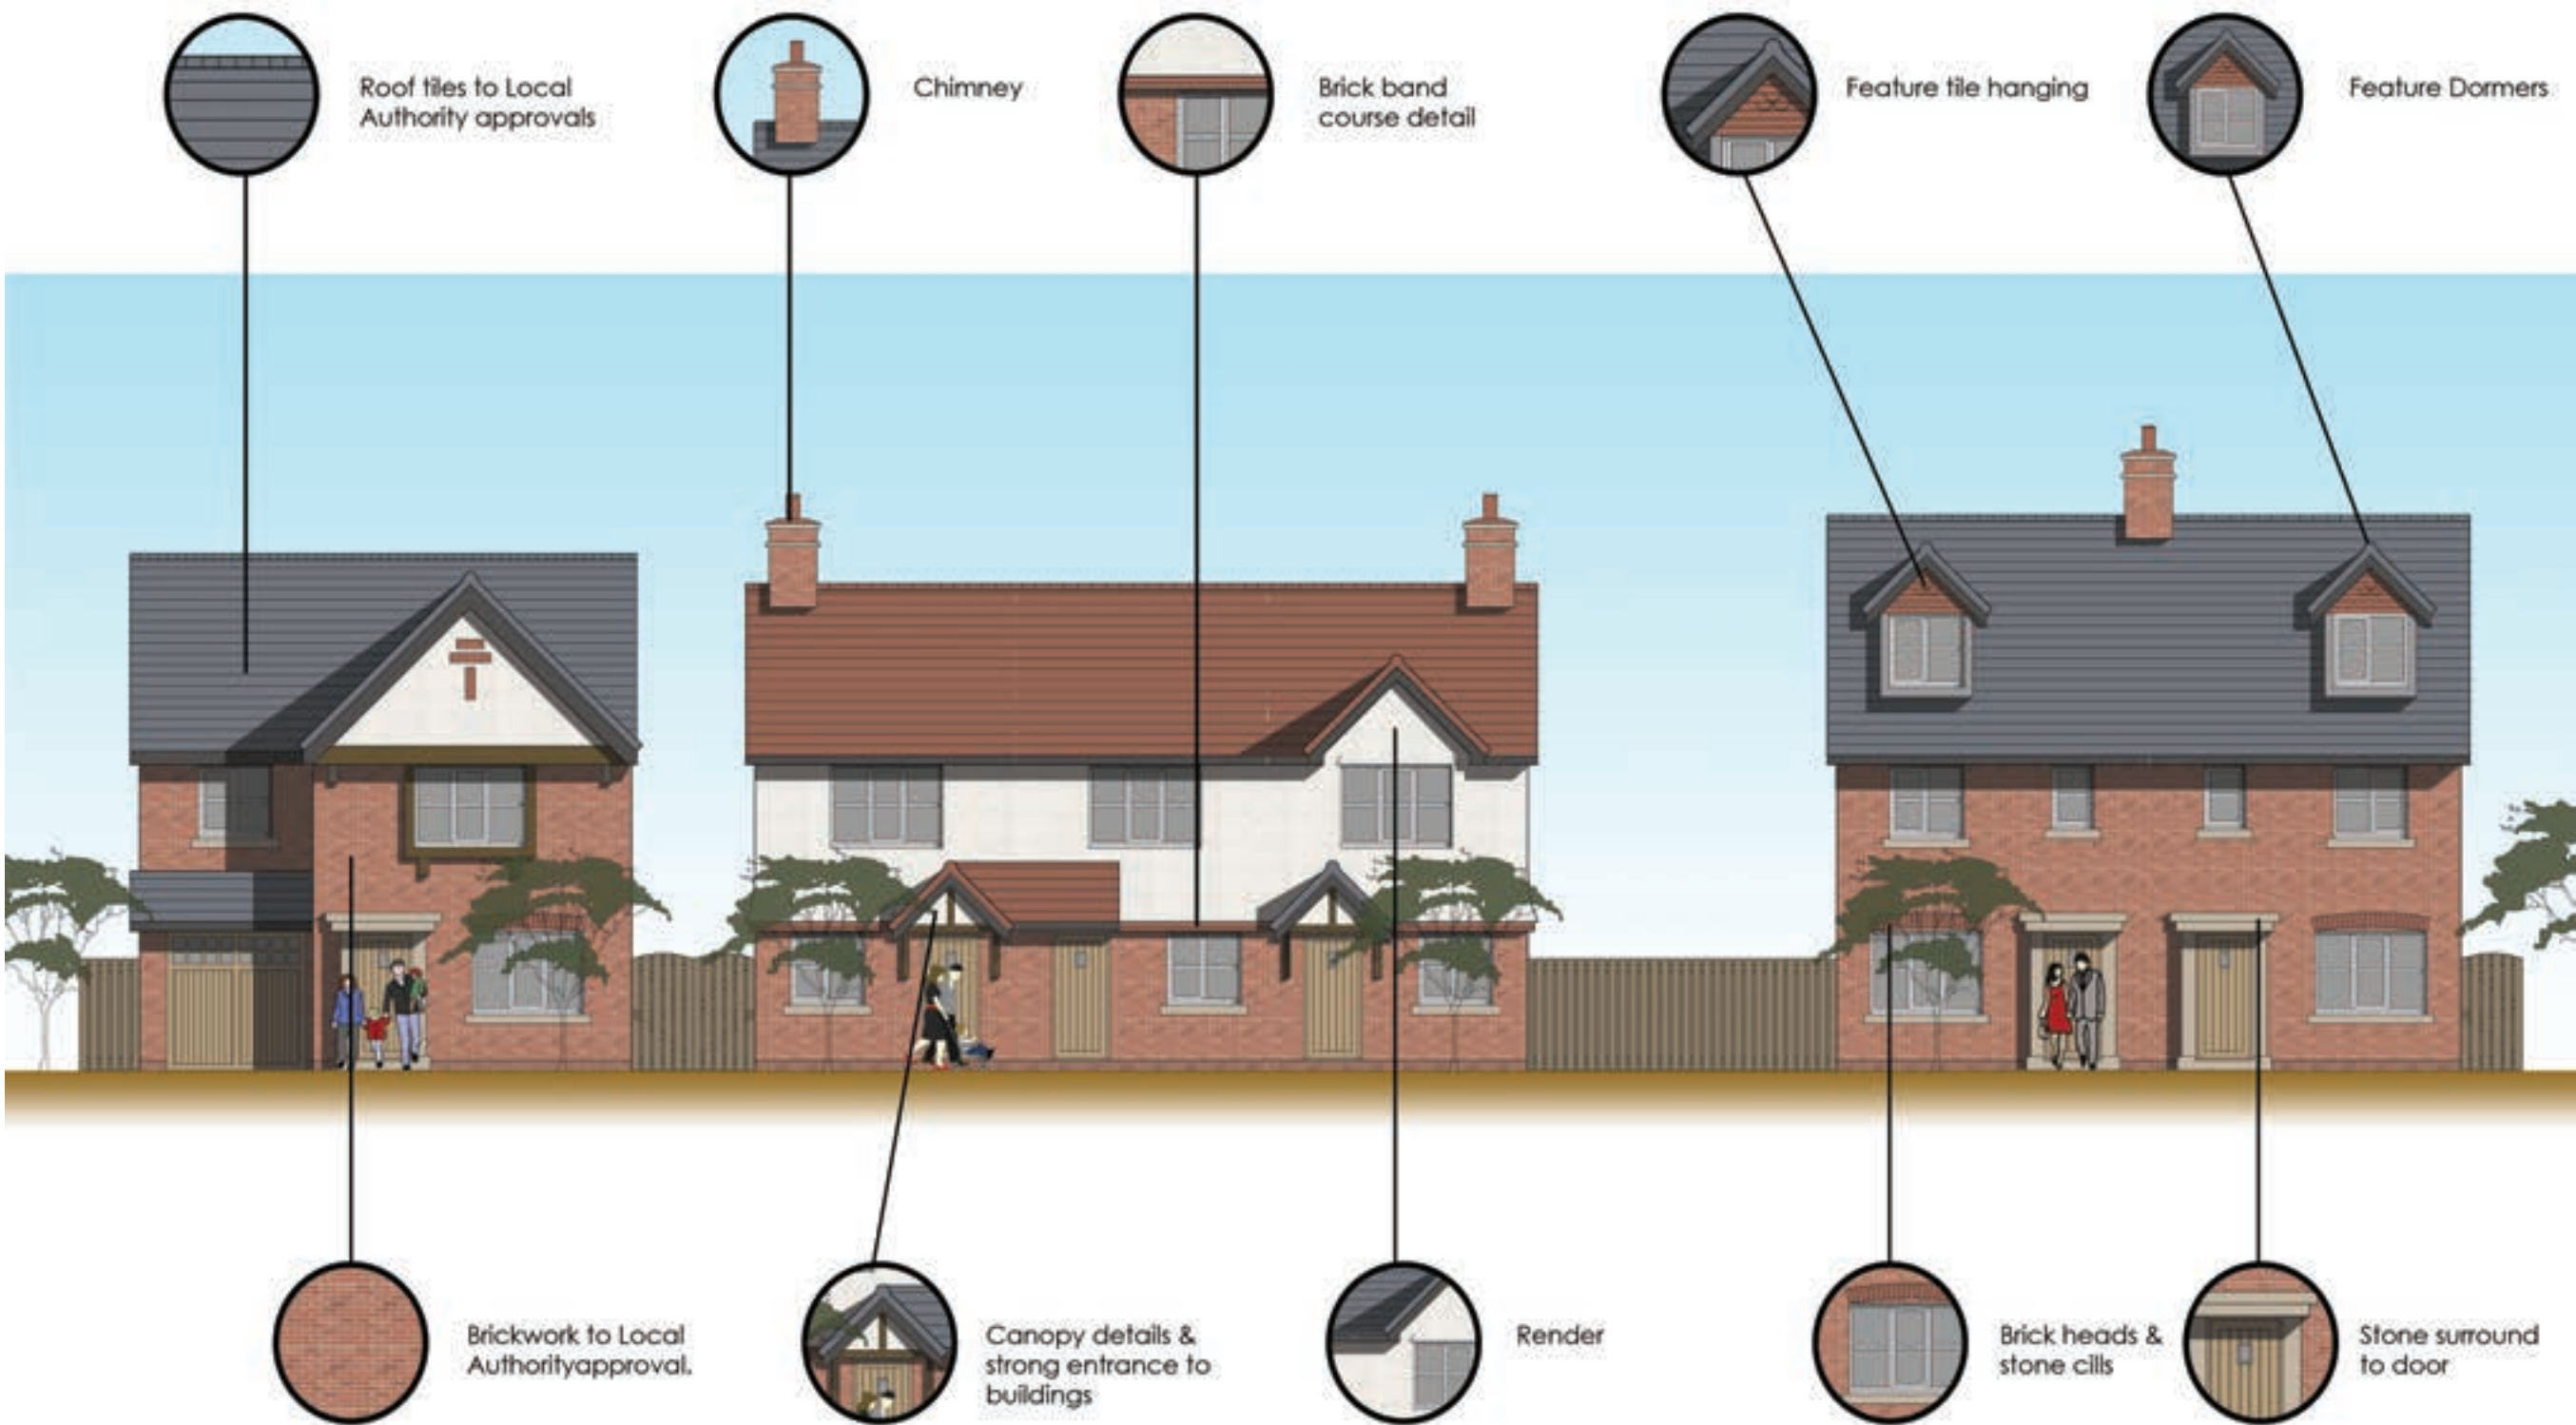 Roof tiles to Local
Authority approvals
Chimney
Brick band
course detail
Feature tile hanging
Feature Dormers
Brickwork to Local
Authorityapproval.
Canopy details &
strong entrance to
buildings
Render
Brick heads &
stone cills
Stone surround
to door